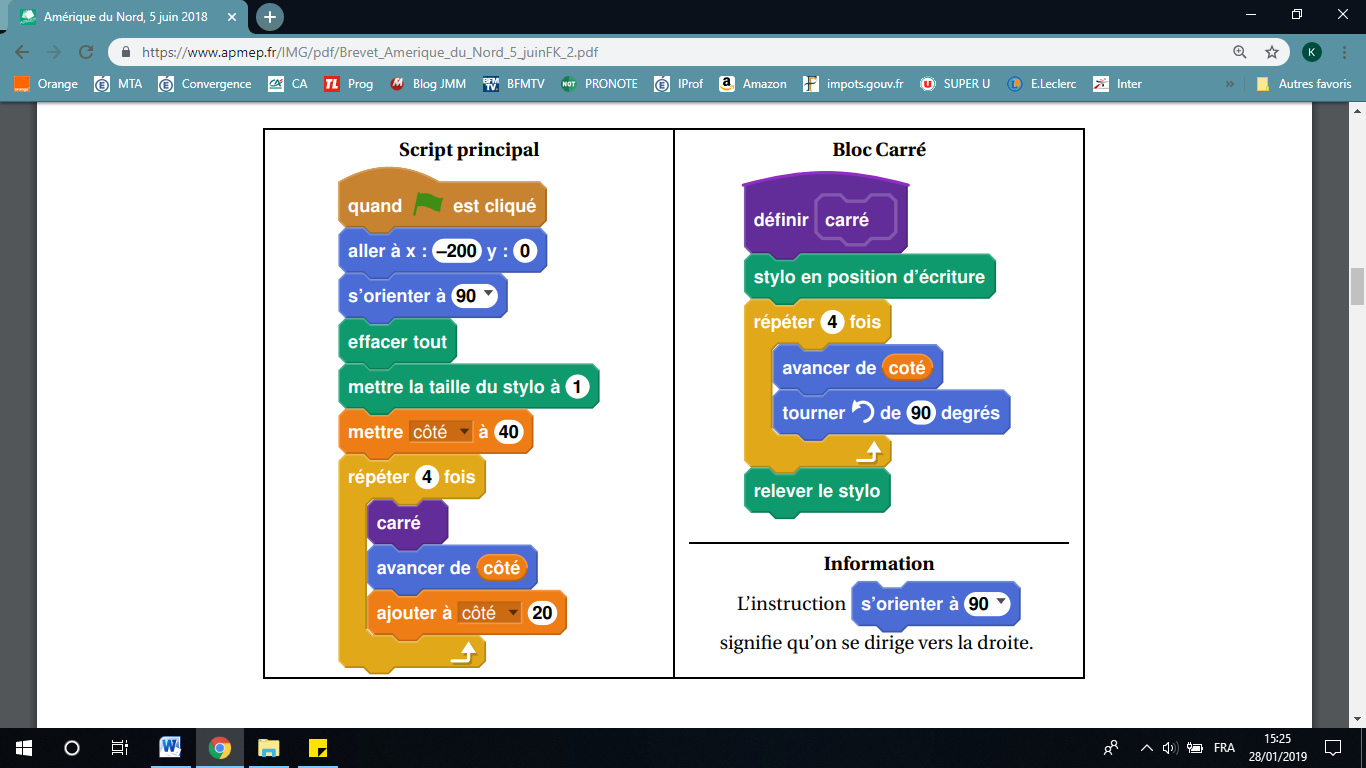 Amérique du Nord, 5 juin 2018
https://www.apmep.fr/IMG/pdf/Brevet_Amerique_du_Nord_5_juinFK_2.pdf
K
Orange MTA Convergence CA Prog Blog JMM BFMTV PRONOTE IProf Amazon impots.gouv.fr SUPER U E.Leclerc Inter » Autres favoris
Script principal
quand est cliqué
aller à x : –200 y : 0
s’orienter à 90
effacer tout
mettre la taille du stylo à 1
mettre côté à 40
répéter 4 fois
carré
avancer de côté
ajouter à côté 20
Bloc Carré
définir carré
stylo en position d’écriture
répéter 4 fois
avancer de coté
tourner de 90 degrés
relever le stylo
Information
L’instruction s’orienter à 90
signifie qu’on se dirige vers la droite.
FRA
15:25
28/01/2019